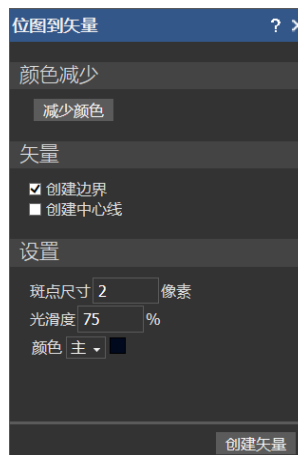 位图到矢量 ? X
颜色减少
减少颜色
矢量
创建边界
创建中心线
设置
斑点尺寸 2 像素
光滑度 75 %
颜色 主
创建矢量